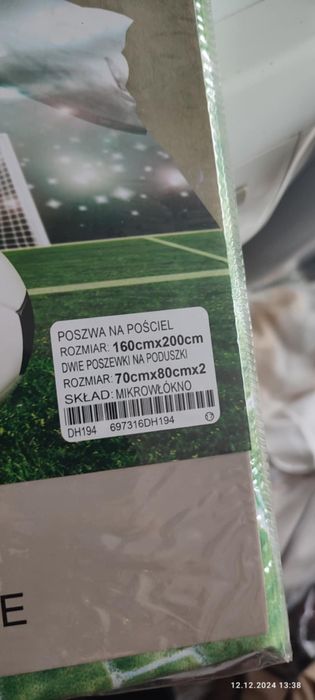 POSZWA NA POŚCIEL
ROZMIAR: 160cmx200cm
DWIE POSZEWKI NA PODUSZKI
ROZMIAR: 70cmx80cmx2
SKŁAD: MIKROWŁÓKNO
DH194 697316DH194
E
12.12.2024 13:38